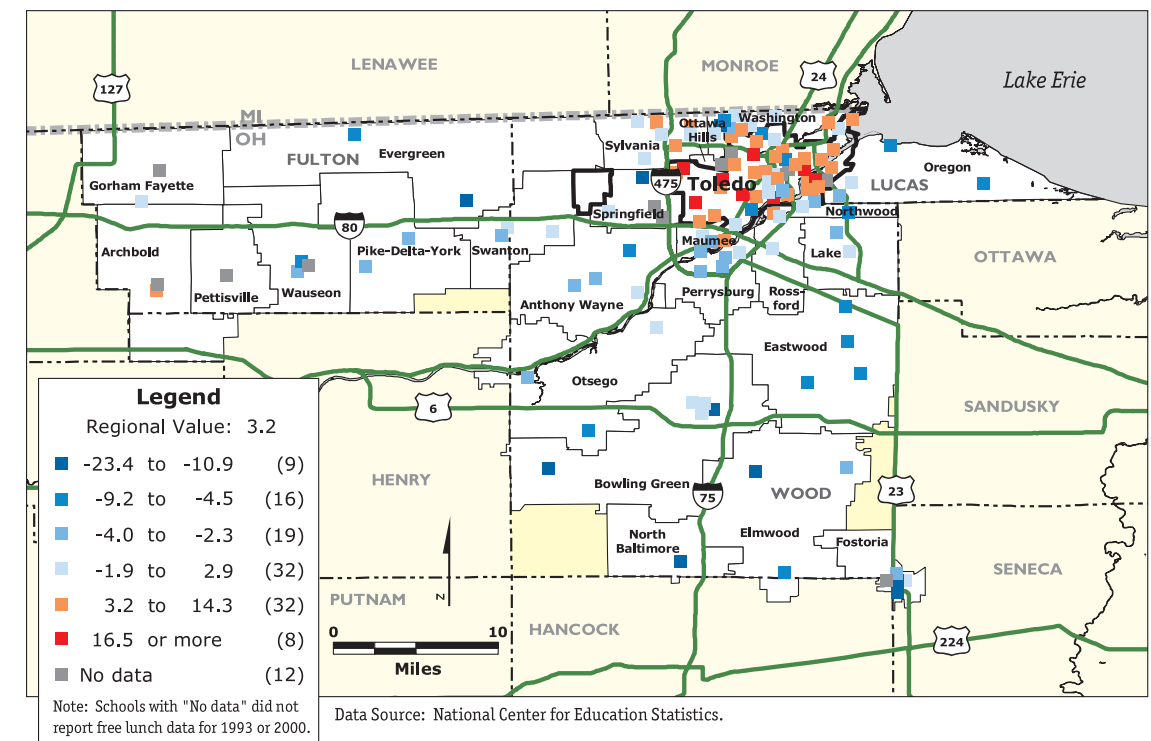 LENAWEE
MONROE
24
Lake Erie
127
MI
OH
Washington
Ottawa
Hills
Sylvania
Evergreen
FULTON
Oregon
Gorham Fayette
475
Toledo
LUCAS
Springfield
Northwood
80
Archbold
Pike-Delta-York
Swanton
Maumee
Lake
OTTAWA
Pettisville
Wauseon
Perrysburg
Ross-
ford
Anthony Wayne
Eastwood
Otsego
6
SANDUSKY
HENRY
Bowling Green
75
WOOD
23
North
Baltimore
Elmwood
Fostoria
SENECA
PUTNAM
HANCOCK
224
N
0 10
Miles
Legend
Regional Value: 3.2
-23.4 to -10.9 (9)
-9.2 to -4.5 (16)
-4.0 to -2.3 (19)
-1.9 to 2.9 (32)
3.2 to 14.3 (32)
16.5 or more (8)
No data (12)
Note: Schools with "No data" did not
report free lunch data for 1993 or 2000.
Data Source: National Center for Education Statistics.